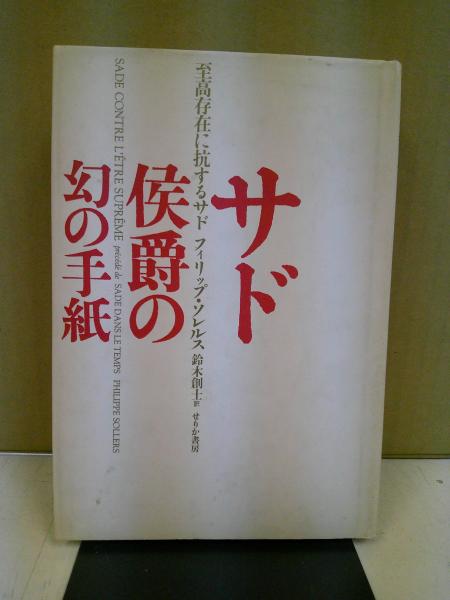 サド
侯爵の
幻の手紙
至高存在に抗するサド フィリップ・ソレルス 鈴木創士 訳 せりか書房
SADE CONTRE L'ÊTRE SUPRÊME précédé de SADE DANS LE TEMPS PHILIPPE SOLLERS